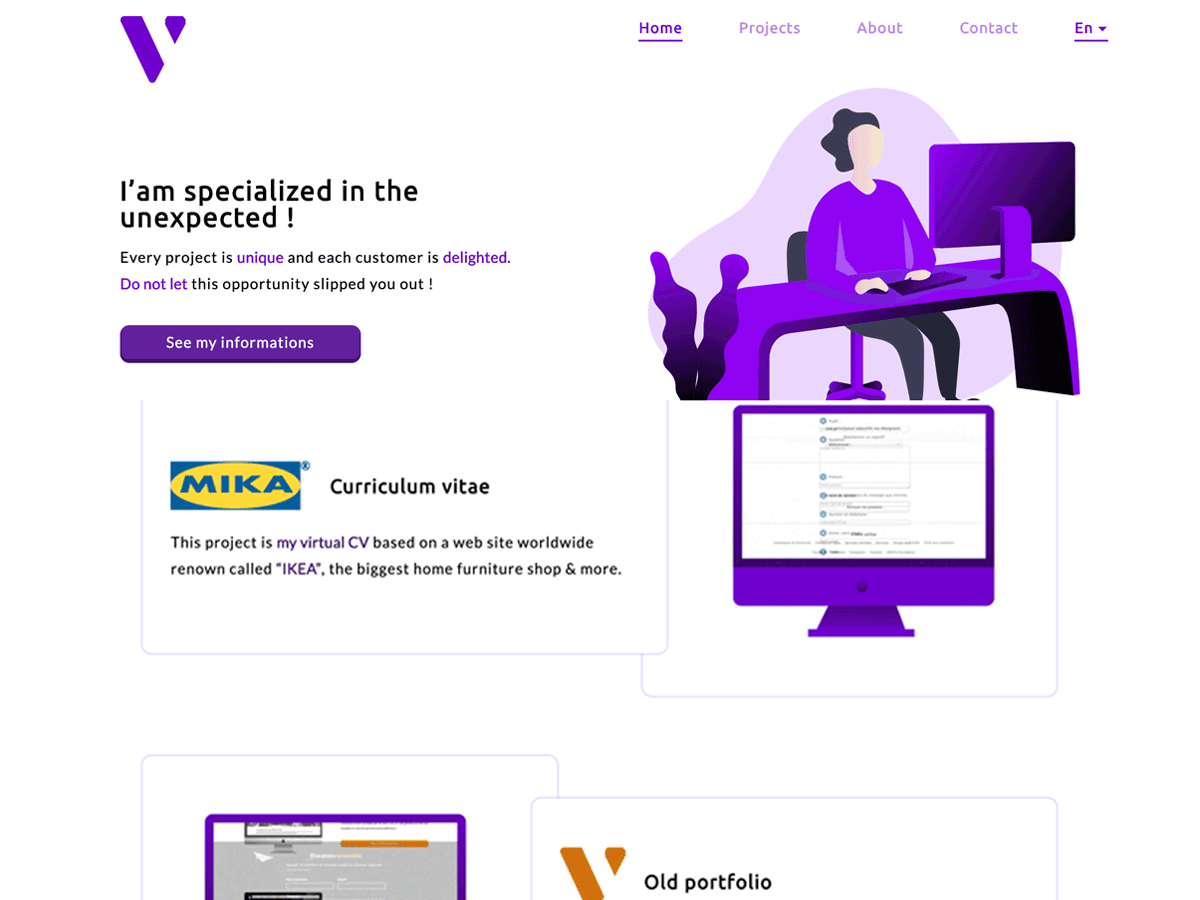 Home Projects About Contact En
I’am specialized in the
unexpected !
Every project is unique and each customer is delighted.
Do not let this opportunity slipped you out !
See my informations
MIKA®
Curriculum vitae
This project is my virtual CV based on a web site worldwide
renown called “IKEA”, the biggest home furniture shop & more.
Old portfolio